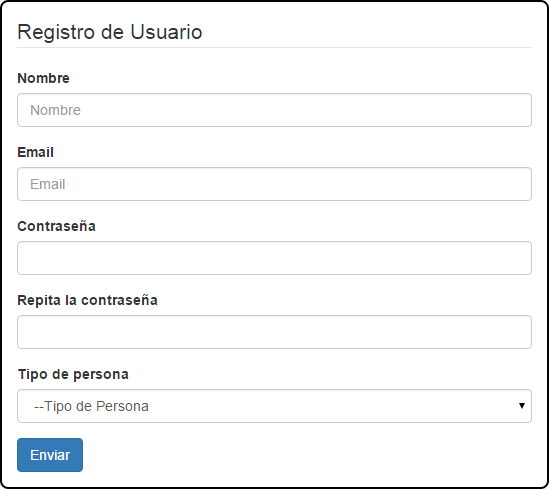 Registro de Usuario
Nombre
Nombre
Email
Email
Contraseña
Repita la contraseña
Tipo de persona
--Tipo de Persona
Enviar